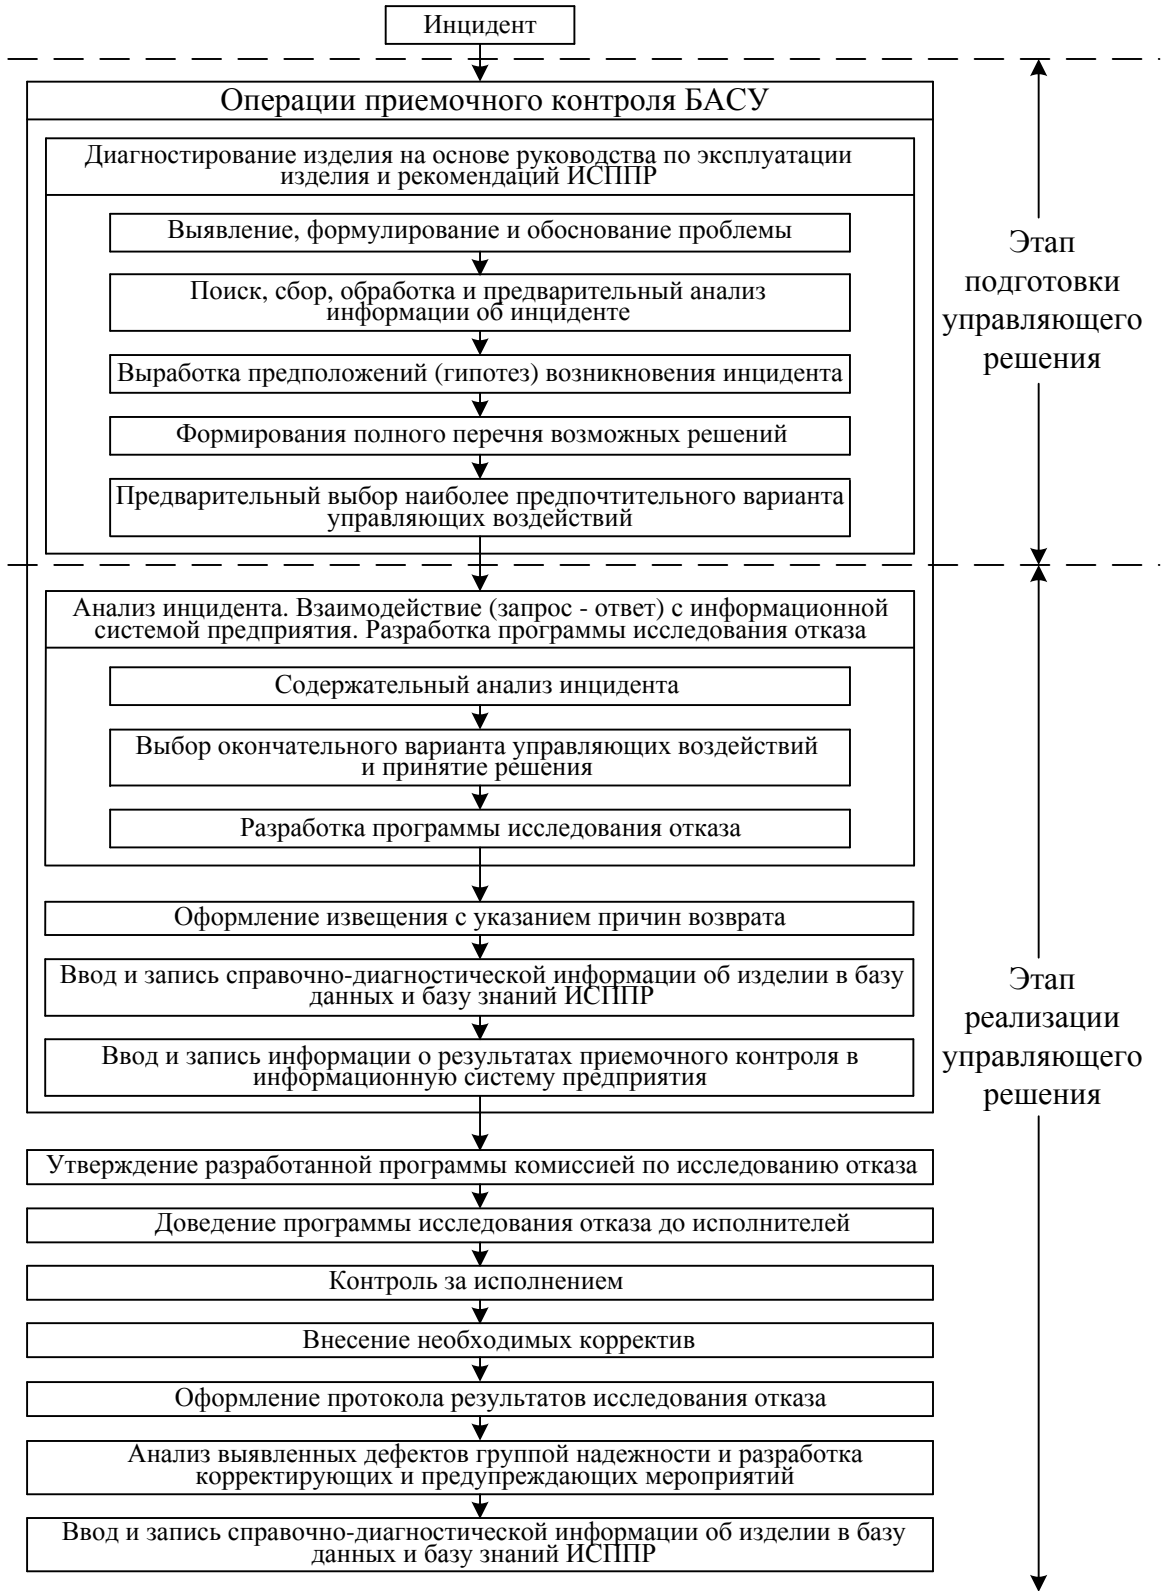 Инцидент
Операции приемочного контроля БАСУ
Диагностирование изделия на основе руководства по эксплуатации
изделия и рекомендаций ИСППР
Выявление, формулирование и обоснование проблемы
Поиск, сбор, обработка и предварительный анализ
информации об инциденте
Выработка предположений (гипотез) возникновения инцидента
Формирования полного перечня возможных решений
Предварительный выбор наиболее предпочтительного варианта
управляющих воздействий
Этап
подготовки
управляющего
решения
Анализ инцидента. Взаимодействие (запрос - ответ) с информационной
системой предприятия. Разработка программы исследования отказа
Содержательный анализ инцидента
Выбор окончательного варианта управляющих воздействий
и принятие решения
Разработка программы исследования отказа
Оформление извещения с указанием причин возврата
Ввод и запись справочно-диагностической информации об изделии в базу
данных и базу знаний ИСППР
Ввод и запись информации о результатах приемочного контроля в
информационную систему предприятия
Этап
реализации
управляющего
решения
Утверждение разработанной программы комиссией по исследованию отказа
Доведение программы исследования отказа до исполнителей
Контроль за исполнением
Внесение необходимых корректив
Оформление протокола результатов исследования отказа
Анализ выявленных дефектов группой надежности и разработка
корректирующих и предупреждающих мероприятий
Ввод и запись справочно-диагностической информации об изделии в базу
данных и базу знаний ИСППР